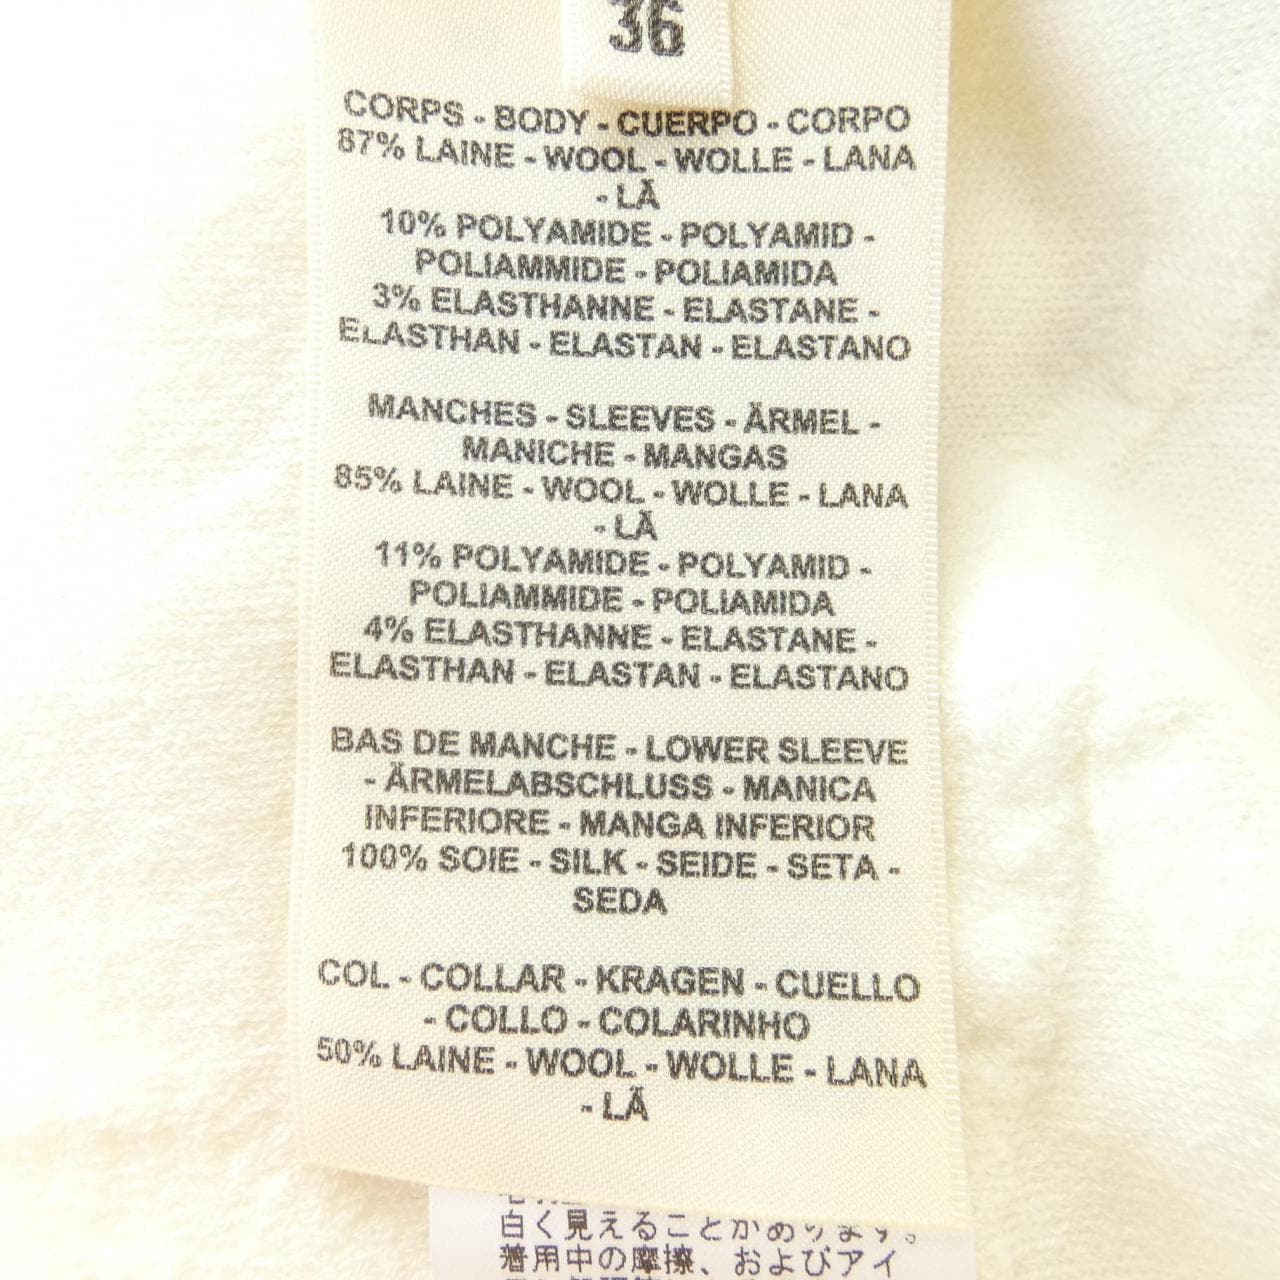 36
CORPS - BODY - CUERPO - CORPO
87% LAINE - WOOL - WOLLE - LANA
- LÃ
10% POLYAMIDE - POLYAMID -
POLIAMMIDE - POLIAMIDA
3% ELASTHANNE - ELASTANE -
ELASTHAN - ELASTAN - ELASTANO
MANCHES - SLEEVES - ÄRMEL -
MANICHE - MANGAS
85% LAINE - WOOL - WOLLE - LANA
- LÃ
11% POLYAMIDE - POLYAMID -
POLIAMMIDE - POLIAMIDA
4% ELASTHANNE - ELASTANE -
ELASTHAN - ELASTAN - ELASTANO
BAS DE MANCHE - LOWER SLEEVE
- ÄRMELABSCHLUSS - MANICA
INFERIORE - MANGA INFERIOR
100% SOIE - SILK - SEIDE - SETA -
SEDA
COL - COLLAR - KRAGEN - CUELLO
- COLLO - COLARINHO
50% LAINE - WOOL - WOLLE - LANA
- LÃ
白く見えることがあります。
着用中の摩擦、およびアイ